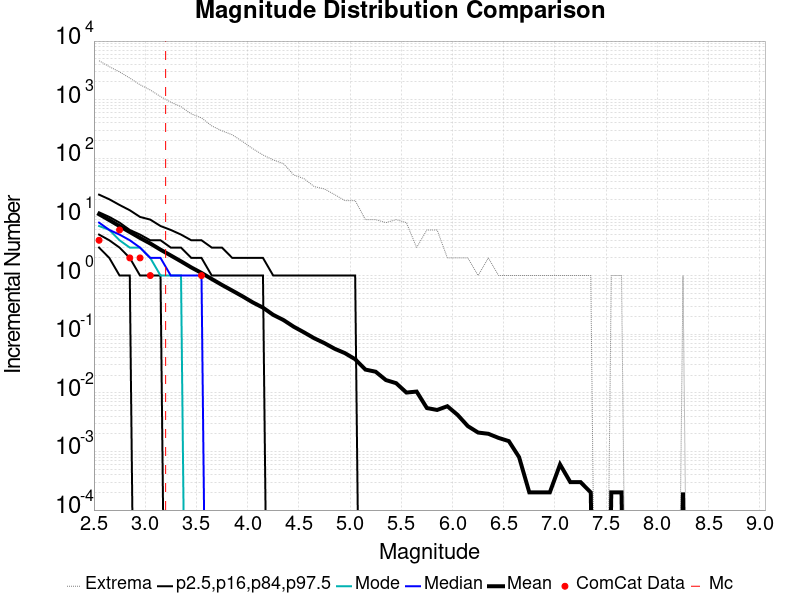 Magnitude Distribution Comparison
Incremental Number
10^4
10^3
10^2
10^1
10^0
10^-1
10^-2
10^-3
10^-4
2.5 3.0 3.5 4.0 4.5 5.0 5.5 6.0 6.5 7.0 7.5 8.0 8.5 9.0
Magnitude
Extrema p2.5,p16,p84,p97.5 Mode Median Mean ComCat Data Mc